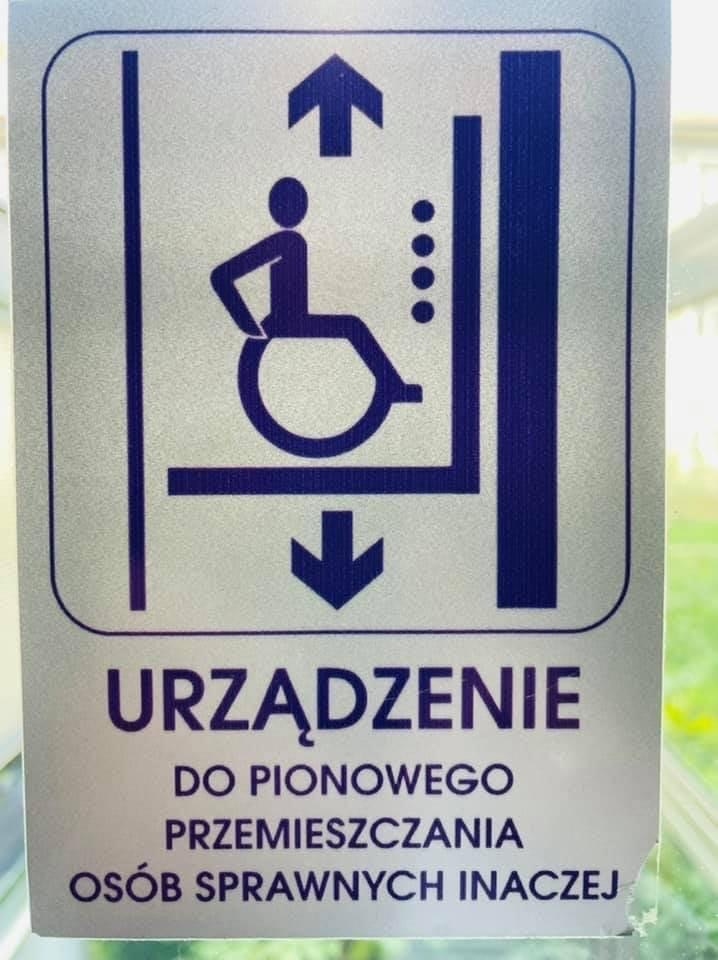 URZĄDZENIE
DO PIONOWEGO
PRZEMIESZCZANIA
OSÓB SPRAWNYCH INACZEJ